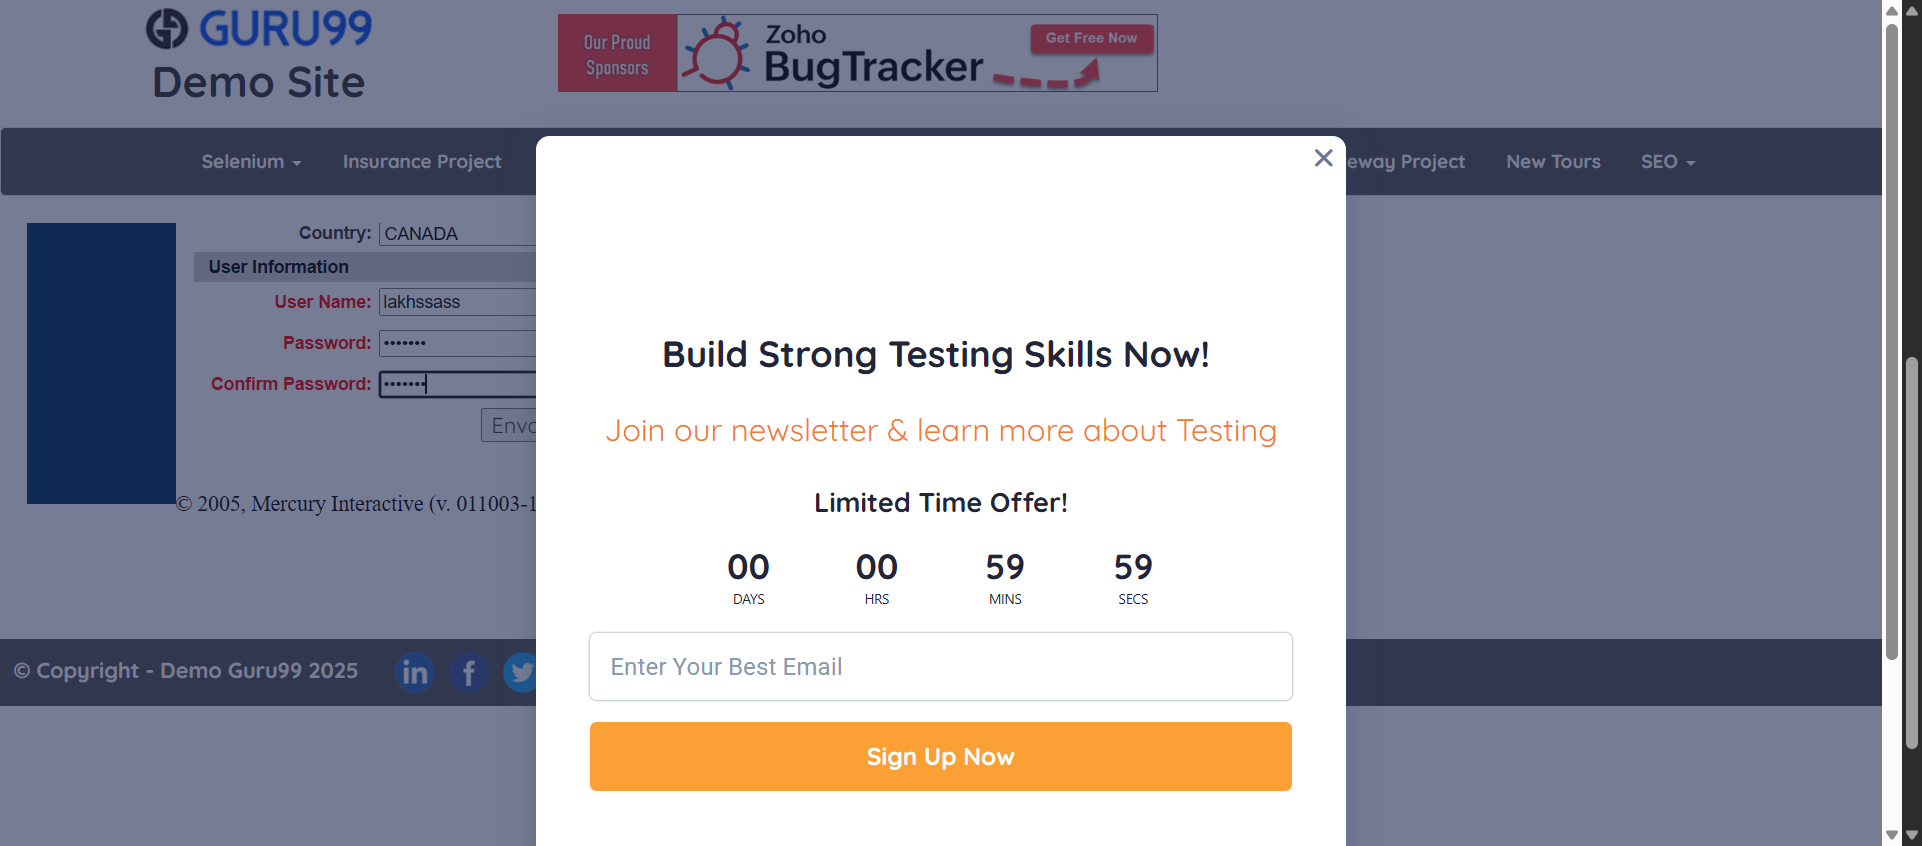 GURU99
Demo Site
Our Proud
Sponsors
Zoho
BugTracker
Get Free Now
Selenium
Insurance Project
eway Project
New Tours
SEO
Country: CANADA
User Information
User Name: lakhssass
Password: •••••••
Confirm Password: •••••••
Envo
© 2005, Mercury Interactive (v. 011003-1
Build Strong Testing Skills Now!
Join our newsletter & learn more about Testing
Limited Time Offer!
00 00 59 59
DAYS HRS MINS SECS
Enter Your Best Email
Sign Up Now
© Copyright - Demo Guru99 2025